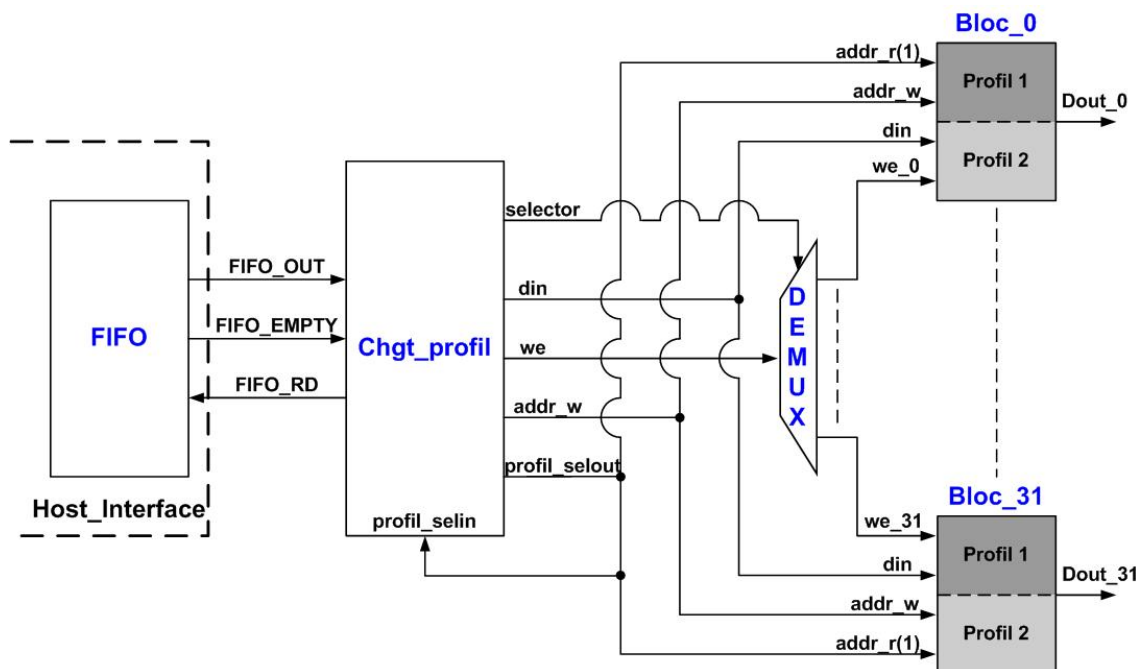 Bloc_0
addr_r(1)
Profil 1
addr_w
Dout_0
din
Profil 2
we_0
selector
FIFO_OUT
din
FIFO_EMPTY
FIFO
Chgt_profil
we
DEMUX
FIFO_RD
addr_w
profil_selout
Host_Interface
profil_selin
Bloc_31
we_31
Profil 1
din
Dout_31
addr_w
Profil 2
addr_r(1)